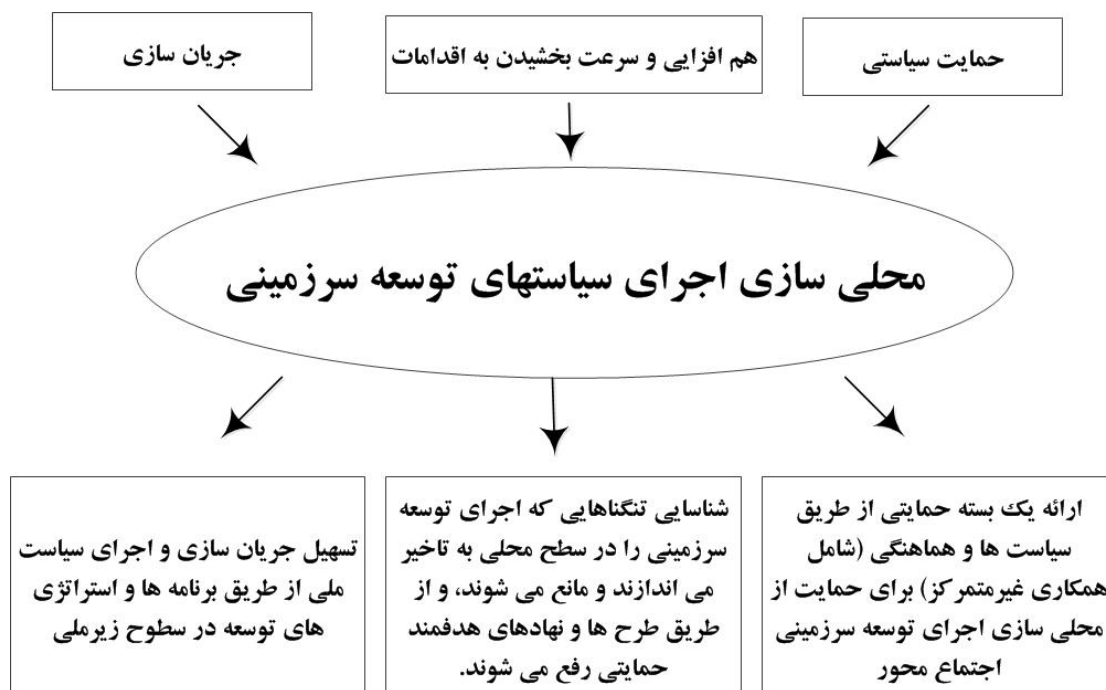 حمایت سیاستی
هم افزایی و سرعت بخشیدن به اقدامات
جریان سازی
محلی سازی اجرای سیاستهای توسعه سرزمینی
ارائه یک بسته حمایتی از طریق
سیاست ها و هماهنگی (شامل
همکاری غیرمتمرکز) برای حمایت از
محلی سازی اجرای توسعه سرزمینی
اجتماع محور
شناسایی تنگناهایی که اجرای توسعه
سرزمینی را در سطح محلی به تاخیر
می اندازند و مانع می شوند، و از
طریق طرح ها و نهادهای هدفمند
حمایتی رفع می شوند.
تسهیل جریان سازی و اجرای سیاست
ملی از طریق برنامه ها و استراتژی
های توسعه در سطوح زیرملی